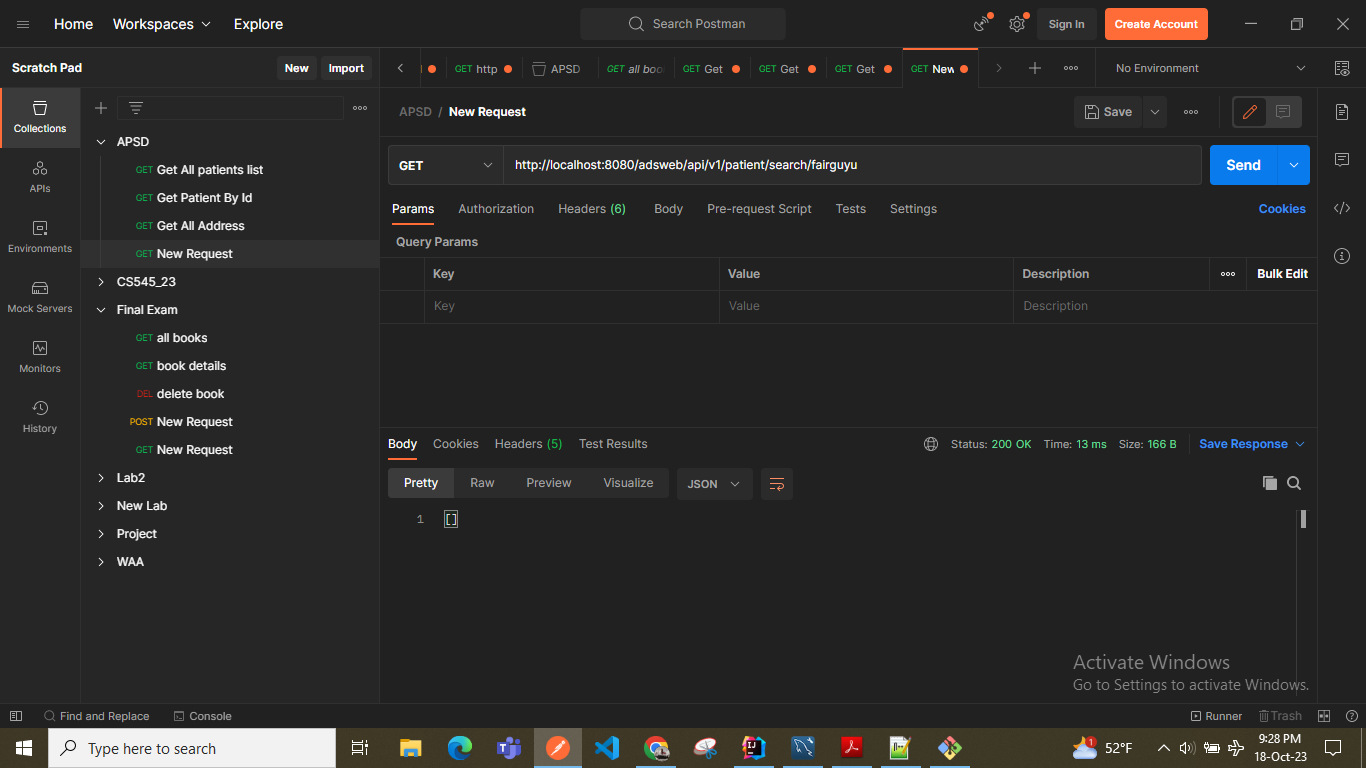 Home
Workspaces
Explore
Search Postman
Sign In
Create Account
Scratch Pad
New
Import
GET http
APSD
GET all boo
GET Get
GET Get
GET Get
GET New
No Environment
Collections
APIs
Environments
Mock Servers
Monitors
History
APSD
GET Get All patients list
GET Get Patient By Id
GET Get All Address
GET New Request
CS545_23
Final Exam
GET all books
GET book details
DEL delete book
POST New Request
GET New Request
Lab2
New Lab
Project
WAA
APSD / New Request
Save
GET
http://localhost:8080/adsweb/api/v1/patient/search/fairguyu
Send
Params
Authorization
Headers (6)
Body
Pre-request Script
Tests
Settings
Cookies
Query Params
Key
Value
Description
Bulk Edit
Key
Value
Description
Body
Cookies
Headers (5)
Test Results
Status: 200 OK
Time: 13 ms
Size: 166 B
Save Response
Pretty
Raw
Preview
Visualize
JSON
1 []
Activate Windows
Go to Settings to activate Windows.
Find and Replace
Console
Runner
Trash
Type here to search
1
52°F
9:28 PM
18-Oct-23